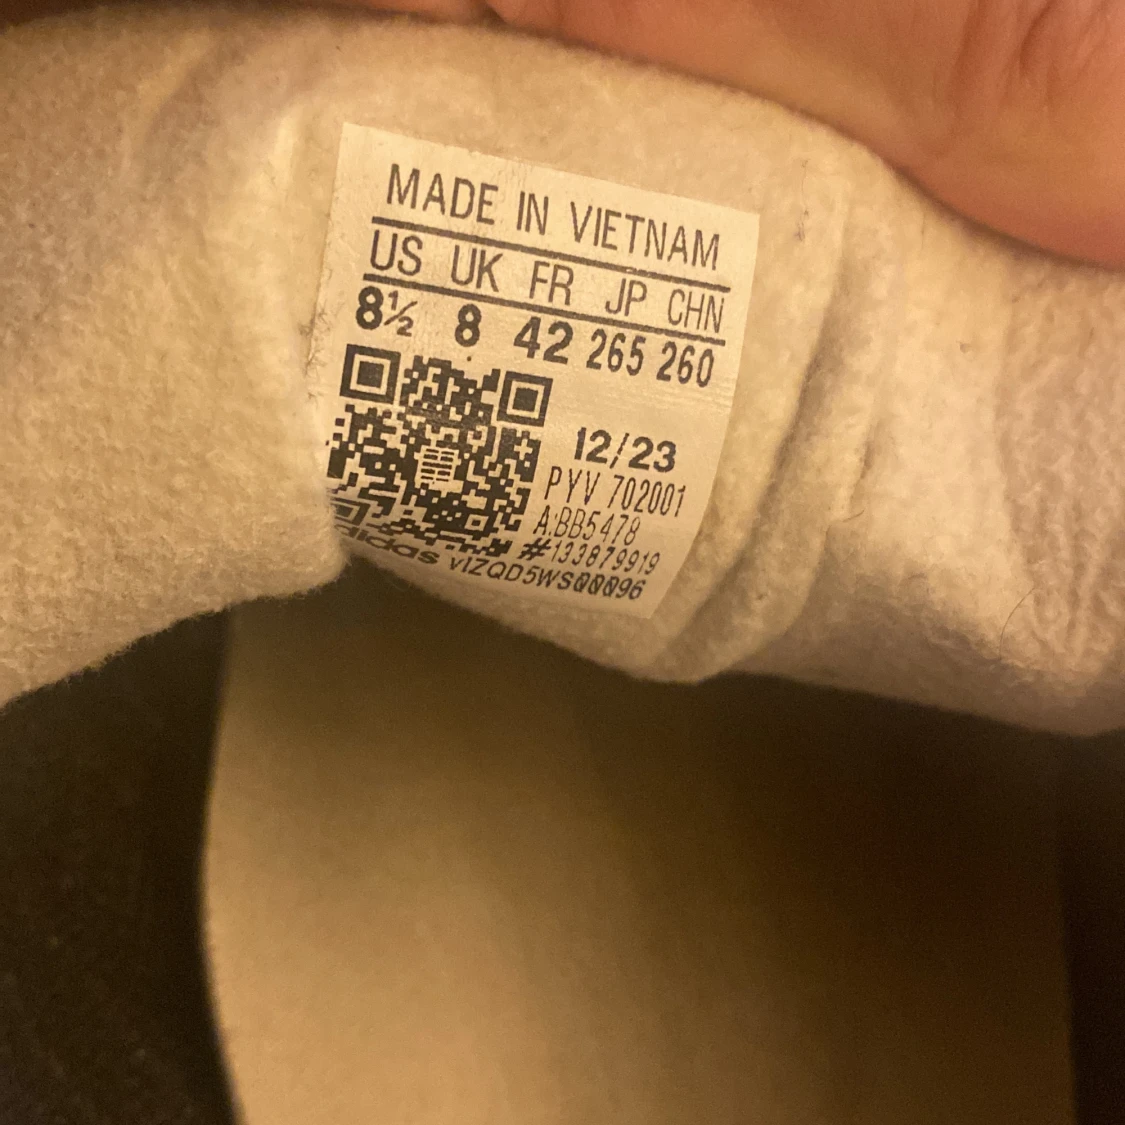 MADE IN VIETNAM
US UK FR JP CHN
8½ 8 42 265 260
12/23
PYV 702001
A:BB5478
#133879919
adidas vIZQD5WS00096